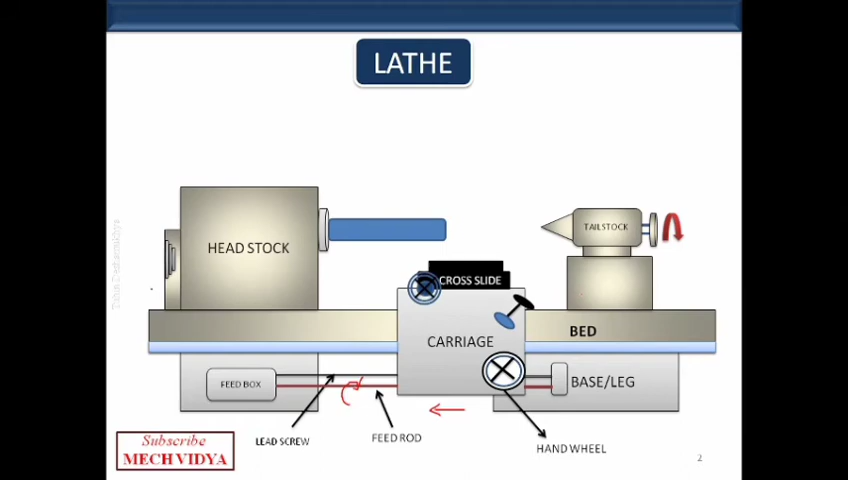 LATHE
HEAD STOCK
TAILSTOCK
CROSS SLIDE
BED
CARRIAGE
FEED BOX
BASE/LEG
LEAD SCREW
FEED ROD
HAND WHEEL
Subscribe
MECH VIDYA
2